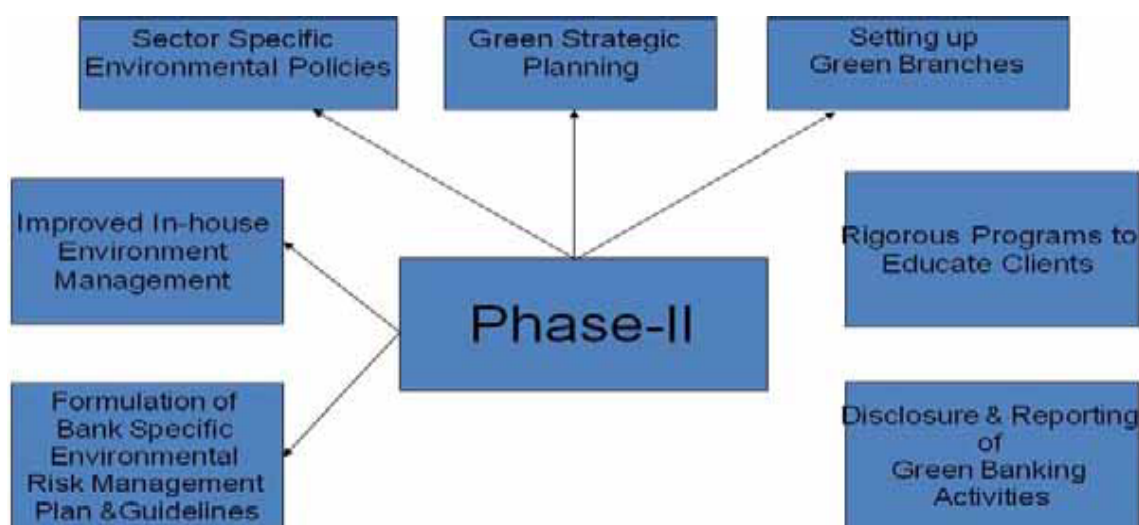 Sector Specific
Environmental Policies
Green Strategic
Planning
Setting up
Green Branches
Improved In-house
Environment
Management
Rigorous Programs to
Educate Clients
Phase-II
Formulation of
Bank Specific
Environmental
Risk Management
Plan &Guidelines
Disclosure & Reporting
of
Green Banking
Activities